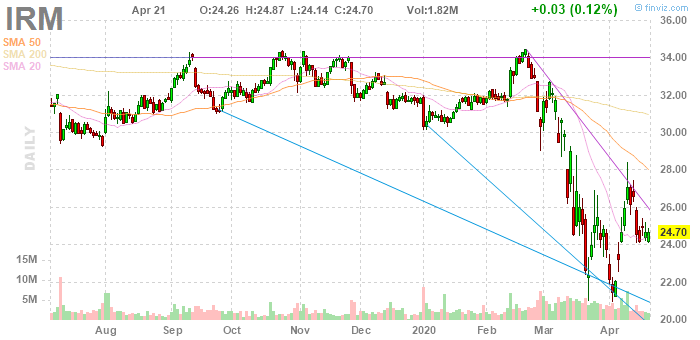 IRM Apr 21 O:24.26 H:24.87 L:24.14 C:24.70 Vol:1.82M +0.03 (0.12%) © finviz.com
SMA 50
SMA 200
SMA 20
DAILY
36.00
34.00
32.00
30.00
28.00
26.00
24.70
24.00
22.00
20.00
15M
10M
5M
Aug Sep Oct Nov Dec 2020 Feb Mar Apr